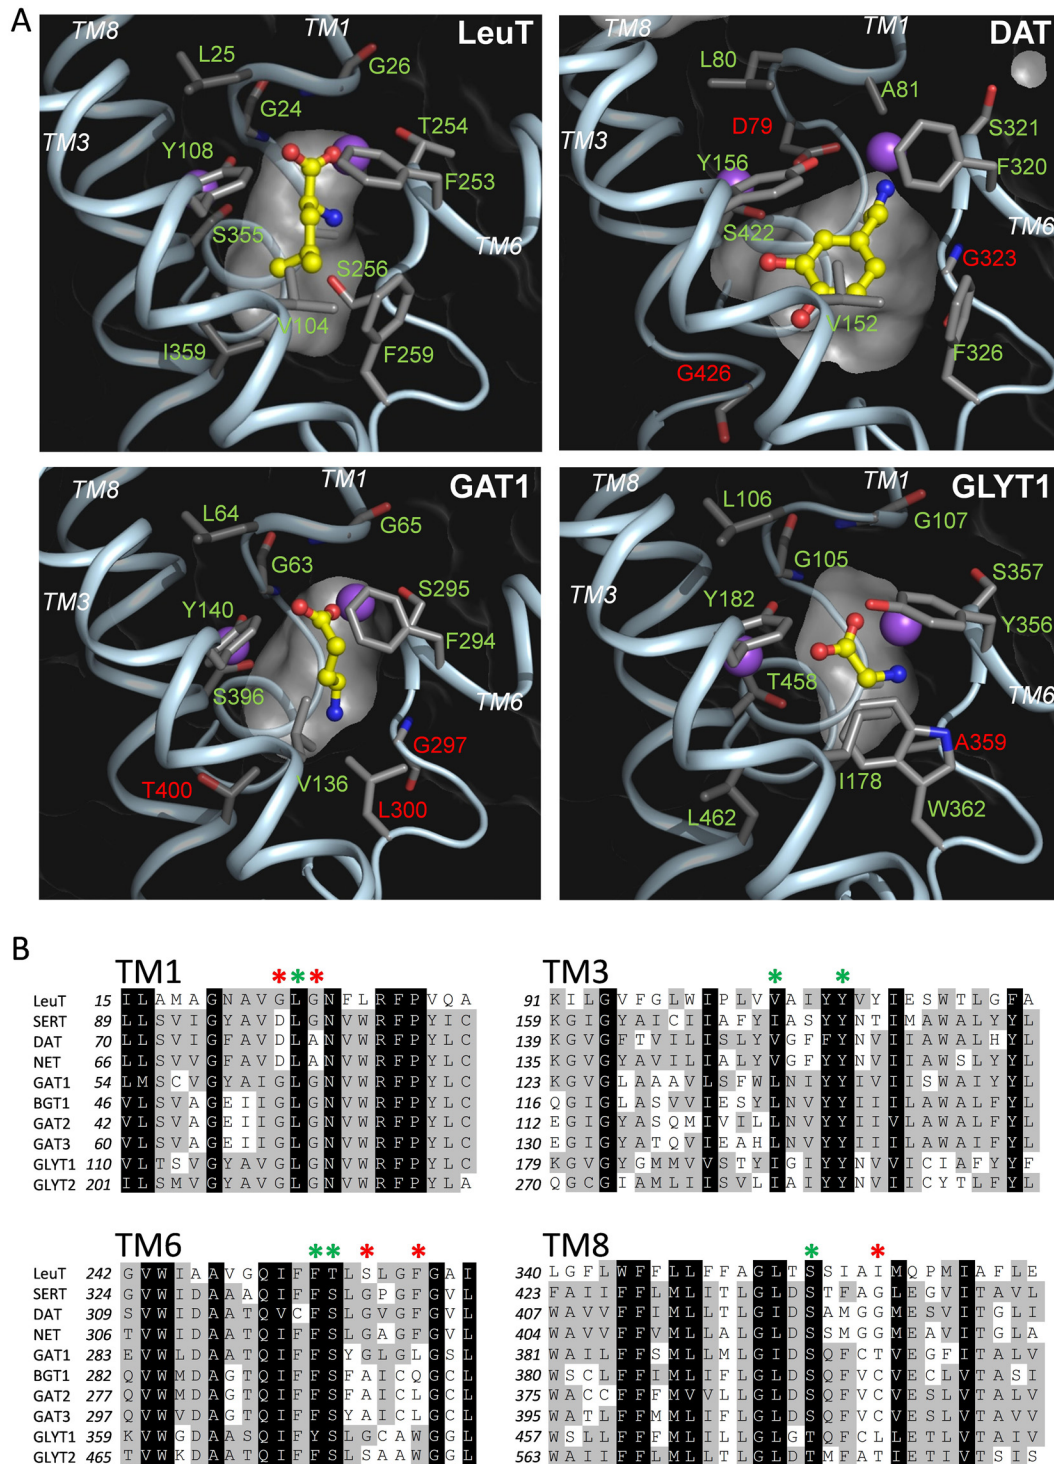 A
LeuT
TM8
TM1
L25
G26
G24
TM3
T254
Y108
F253
S355
TM6
S256
V104
I359
F259
DAT
TM8
TM1
L80
A81
TM3
D79
S321
Y156
F320
S422
TM6
G323
V152
F326
G426
GAT1
TM8
TM1
L64
G65
G63
TM3
S295
Y140
F294
S396
TM6
G297
V136
T400
L300
GLYT1
TM8
TM1
L106
G107
G105
TM3
S357
Y182
Y356
T458
TM6
A359
I178
L462
W362
B
TM1 * * *
LeuT 15 I L A M A G N A V G L G N F L R F P V Q A
SERT 89 L L S V I G Y A V D L G N V W R F P Y I C
DAT 70 L L S V I G F A V D L A N V W R F P Y L C
NET 66 L L S V V G F A V D L A N V W R F P Y L C
GAT1 54 L M S C V G Y A I G L G N V W R F P Y L C
BGT1 46 V L S V A G E I I G L G N V W R F P Y L C
GAT2 42 V L S V A G E I I G L G N V W R F P Y L C
GAT3 60 V L S V A G E I I G L G N V W R F P Y L C
GLYT1 110 V L T S V G Y A V G L G N V W R F P Y L C
GLYT2 201 I L S M V G Y A V G L G N V W R F P Y L A
TM3 * *
91 K I L G V F G L W I P L V V A I Y Y V Y I E S W T L G F A
159 K G I G Y A I C I I A F Y I A S Y Y N T I M A W A L Y Y L
139 K G V G F T V I L I S L Y V G F F Y N V I I A W A L H Y L
135 K G V G Y A V I L I A L Y V G F Y Y N V I I A W S L Y Y L
123 K G V G L A A A V L S F W L N I Y Y I V I I S W A I Y Y L
116 Q G I G L A S V V I E S Y L N V Y Y I I I L A W A L F Y L
112 E G I G Y A S Q M I V I L L N V Y Y I I I L A W A L F Y L
130 E G I G Y A T Q V I E A H L N V Y Y I I I L A W A I F Y L
179 K G V G Y G M M V V S T Y I G I Y Y N V V I C I A F Y Y F
270 Q G C G I A M L I I S V L I A I Y Y N V I I C Y T L F Y L
TM6 * * * *
LeuT 242 G V W I A A V G Q I F F T L S L G F G A I
SERT 324 G V W I D A A A Q I F F S L G P G F G V L
DAT 309 S V W I D A A T Q V C F S L G V G F G V L
NET 306 T V W I D A A T Q I F F S L G A G F G V L
GAT1 283 E V W L D A A T Q I F F S Y G L G L G S L
BGT1 282 Q V M D A G T Q I F F S F A I C Q G C L
GAT2 277 Q V W M D A G T Q I F F S F A I C L G C L
GAT3 297 Q V W V D A G T Q I F F S Y A I C L G C L
GLYT1 359 K V W G D A A S Q I F Y S L G C A W G G L
GLYT2 465 T V W K D A A T Q I F F S L S A A W G G L
TM8 * *
340 L G F L W F F L L F F A G L T S S I A I M Q P M I A F L E
423 F A I I F F L M L I T L G L D S T F A G L E G V I T A V L
407 W A V V F F I M L L T L G I D S A M G G M E S V I T G L I
404 W A V V F F V M L L A L G L D S S M G G M E A V I T G L A
381 W A I L F F S M L L M L G I D S Q F C T V E G F I T A L V
380 W S C L F F I M L I F L G L D S Q F V C V E C L V T A S I
375 W A C C F F F M V V L L G L D S Q F V C V E S L V T A L V
395 W A T L F F M M L I F L G L D S Q F V C V E S L V T A V V
457 W S L L F F F M L I L L G L G T Q F C L L E T L V T A I V
563 W A I I F F L M L L T L G L D T M F A T I E T I V T S I S